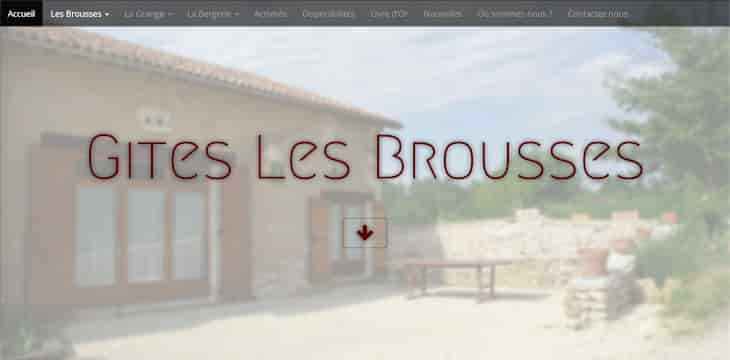 Accueil Les Brousses La Grange La Bergerie Activités Disponibilités Livre d'Or Nouvelles Où sommes-nous ? Contactez nous
Gites Les Brousses